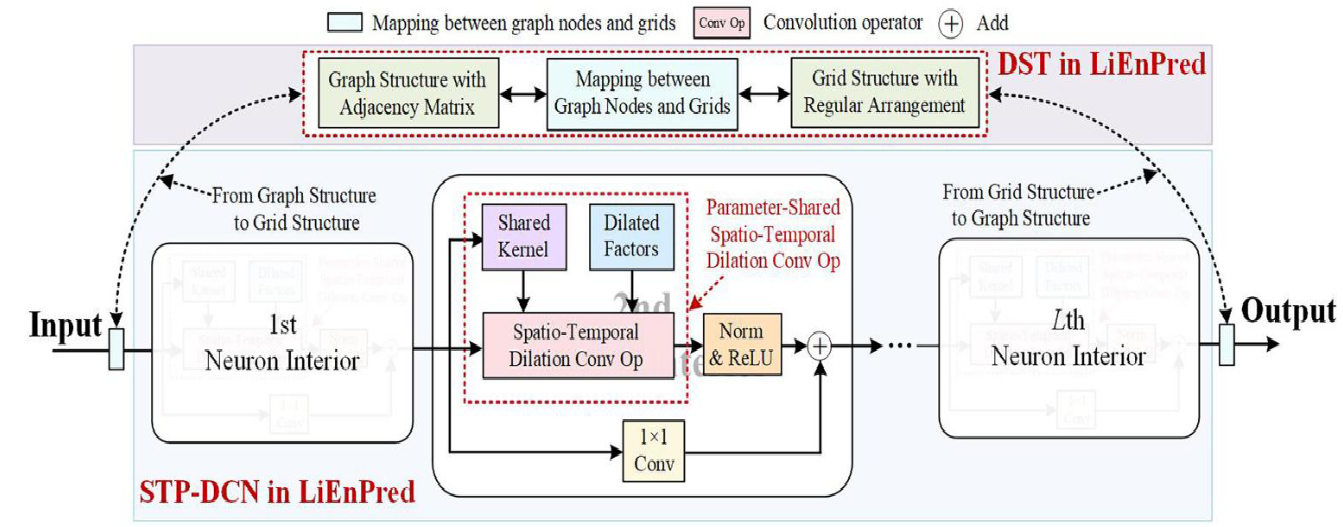 Mapping between graph nodes and grids
Conv Op
Convolution operator
Add
DST in LiEnPred
Graph Structure with
Adjacency Matrix
Mapping between
Graph Nodes and Grids
Grid Structure with
Regular Arrangement
From Graph Structure
to Grid Structure
From Grid Structure
to Graph Structure
Shared
Kernel
Dilated
Factors
Parameter-Shared
Spatio-Temporal
Dilation Conv Op
Input
1st
Neuron Interior
2nd
Spatio-Temporal
Dilation Conv Op
Norm
& ReLU
+
...
Lth
Neuron Interior
Output
1×1
Conv
STP-DCN in LiEnPred